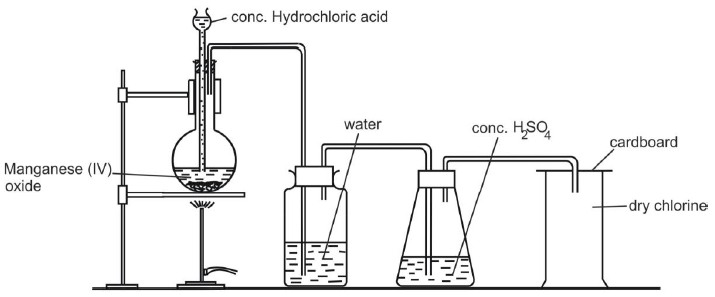 conc. Hydrochloric acid
water
conc. H2SO4
cardboard
Manganese (IV)
oxide
dry chlorine